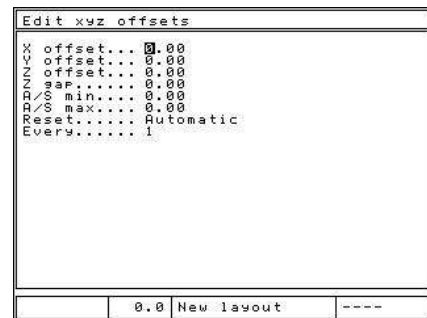 Edit xyz offsets
X offset... 0.00
Y offset... 0.00
Z offset... 0.00
Z gap...... 0.00
A/S min.... 0.00
A/S max.... 0.00
Reset...... Automatic
Every...... 1
0.0 New layout ----